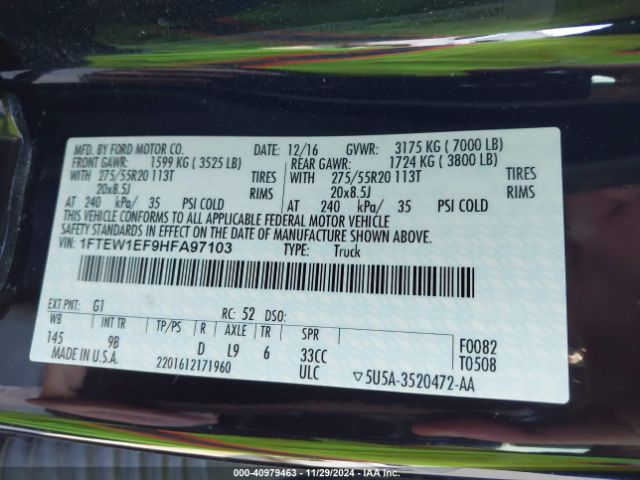 MFD. BY FORD MOTOR CO. DATE: 12/16 GVWR: 3175 KG ( 7000 LB)
FRONT GAWR: 1599 KG ( 3525 LB) REAR GAWR: 1724 KG ( 3800 LB)
WITH 275/55R20 113T TIRES WITH 275/55R20 113T TIRES
20x8.5J RIMS 20x8.5J RIMS
AT 240 kPa/ 35 PSI COLD AT 240 kPa/ 35 PSI COLD
THIS VEHICLE CONFORMS TO ALL APPLICABLE FEDERAL MOTOR VEHICLE
SAFETY STANDARDS IN EFFECT ON THE DATE OF MANUFACTURE SHOWN ABOVE.
VIN: 1FTEW1EF9HFA97103 TYPE: Truck
EXT PNT: G1 RC: 52 DSO:
WB INT TR TP/PS R AXLE TR SPR F0082
145 9B D L9 6 33CC T0508
MADE IN U.S.A. 2201612171960 ULC ▽5U5A-3520472-AA
000-40979463 - 11/29/2024 - IAA Inc.